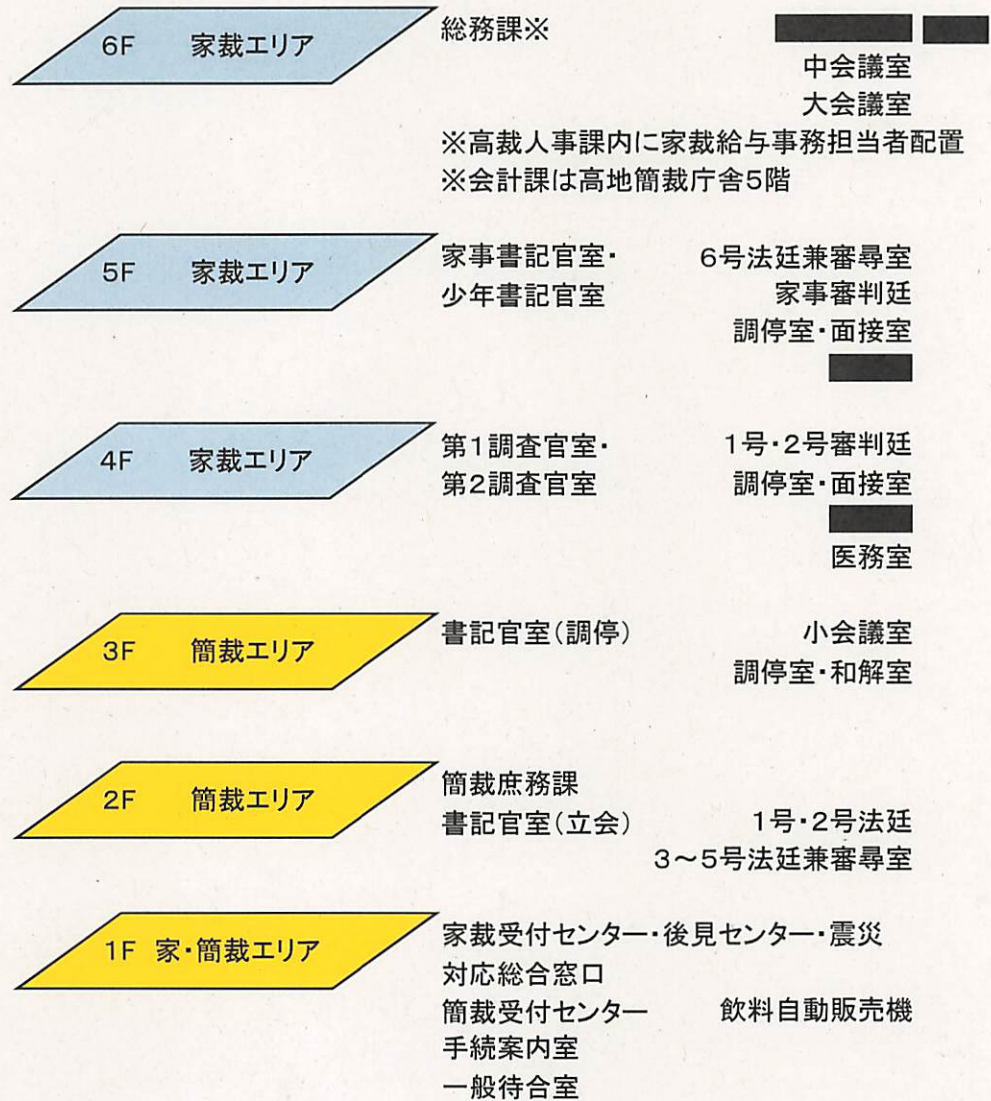 6F 家裁エリア
総務課※
中会議室
大会議室
※高裁人事課内に家裁給与事務担当者配置
※会計課は高地簡裁庁舎5階
5F 家裁エリア
家事書記官室・ 6号法廷兼審尋室
少年書記官室 家事審判廷
調停室・面接室
4F 家裁エリア
第1調査官室・ 1号・2号審判廷
第2調査官室 調停室・面接室
医務室
3F 簡裁エリア
書記官室(調停) 小会議室
調停室・和解室
2F 簡裁エリア
簡裁庶務課
書記官室(立会) 1号・2号法廷
3～5号法廷兼審尋室
1F 家・簡裁エリア
家裁受付センター・後見センター・震災
対応総合窓口
簡裁受付センター 飲料自動販売機
手続案内室
一般待合室